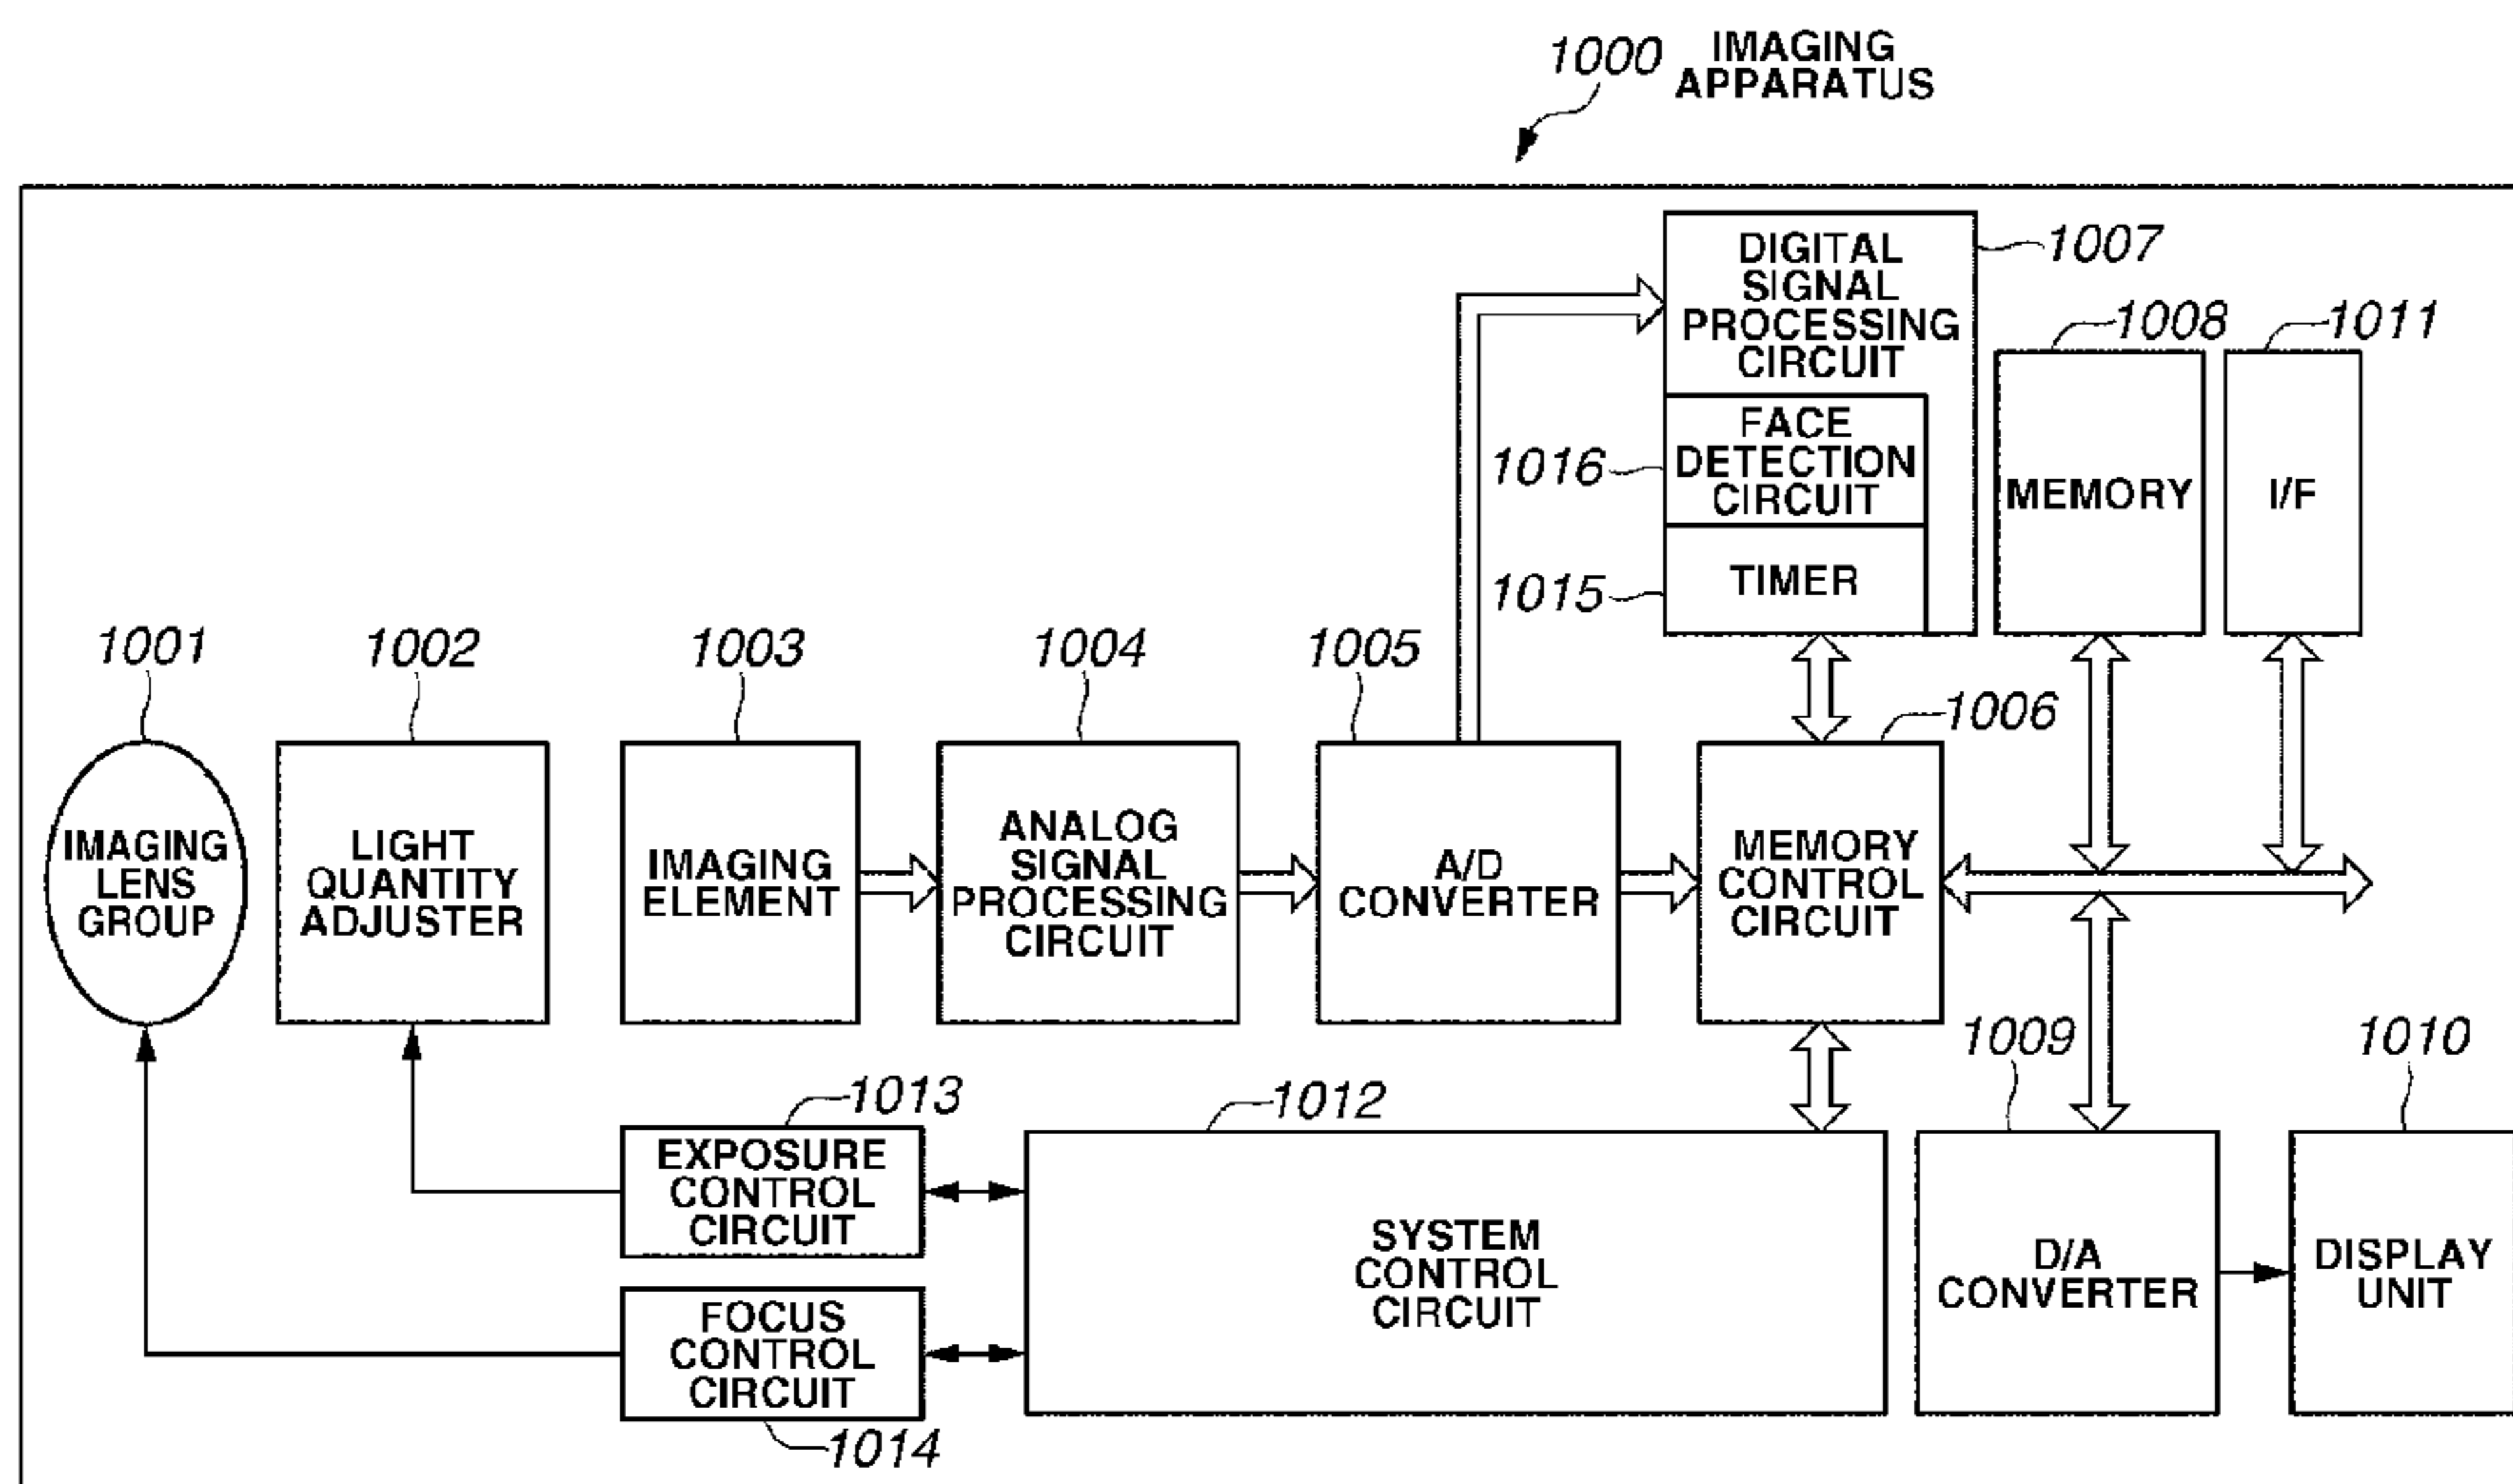 1000 IMAGING
APPARATUS
DIGITAL
SIGNAL
PROCESSING
CIRCUIT
1007
1008
1011
FACE
DETECTION
CIRCUIT
1016
MEMORY
I/F
TIMER
1015
1001
1002
1003
1004
1005
1006
IMAGING
LENS
GROUP
LIGHT
QUANTITY
ADJUSTER
IMAGING
ELEMENT
ANALOG
SIGNAL
PROCESSING
CIRCUIT
A/D
CONVERTER
MEMORY
CONTROL
CIRCUIT
1013
1012
1009
1010
EXPOSURE
CONTROL
CIRCUIT
FOCUS
CONTROL
CIRCUIT
1014
SYSTEM
CONTROL
CIRCUIT
D/A
CONVERTER
DISPLAY
UNIT